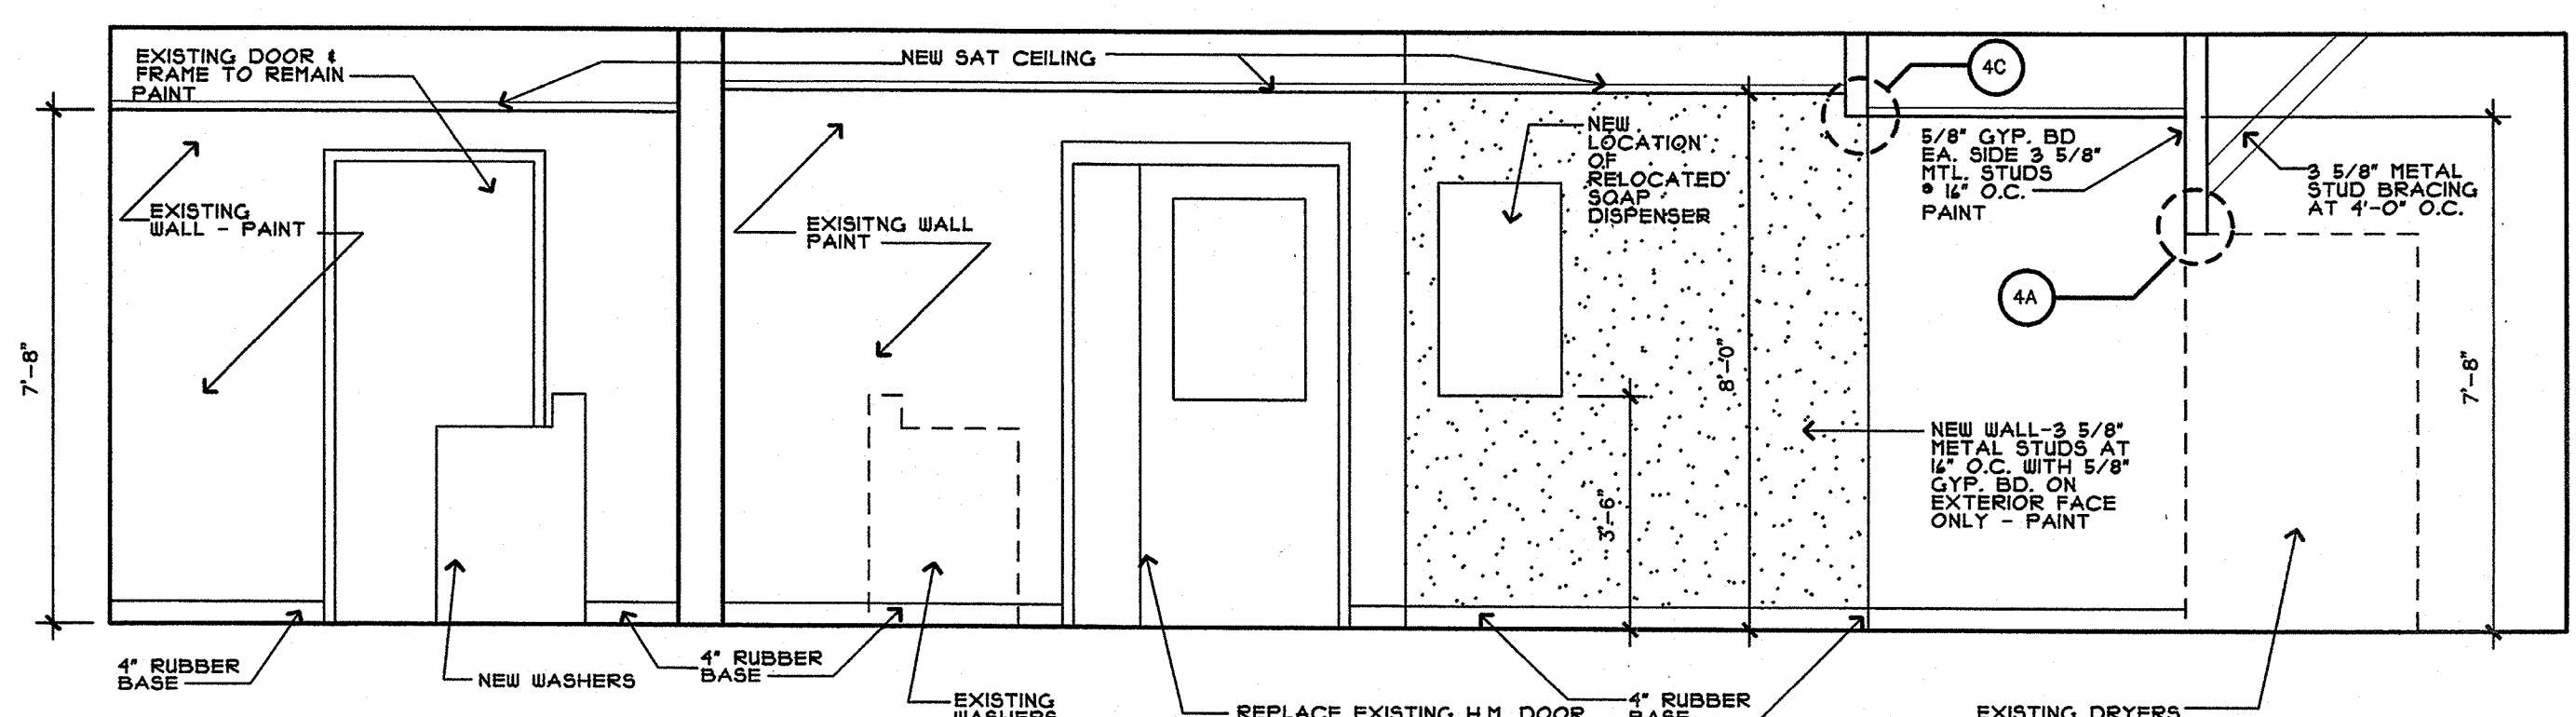 EXISTING DOOR &
FRAME TO REMAIN
PAINT
NEW SAT CEILING
4C
EXISTING
WALL - PAINT
EXISITNG WALL
PAINT
NEW
LOCATION
OF
RELOCATED
SOAP
DISPENSER
5/8" GYP. BD
EA. SIDE 3 5/8"
MTL. STUDS
@ 16" O.C.
PAINT
3 5/8" METAL
STUD BRACING
AT 4'-0" O.C.
4A
7'-8"
8'-0"
7'-8"
3'-6"
NEW WALL-3 5/8"
METAL STUDS AT
16" O.C. WITH 5/8"
GYP. BD. ON
EXTERIOR FACE
ONLY - PAINT
4" RUBBER
BASE
NEW WASHERS
4" RUBBER
BASE
EXISTING
WASHERS
REPLACE EXISTING H.M. DOOR
4" RUBBER
BASE
EXISTING DRYERS